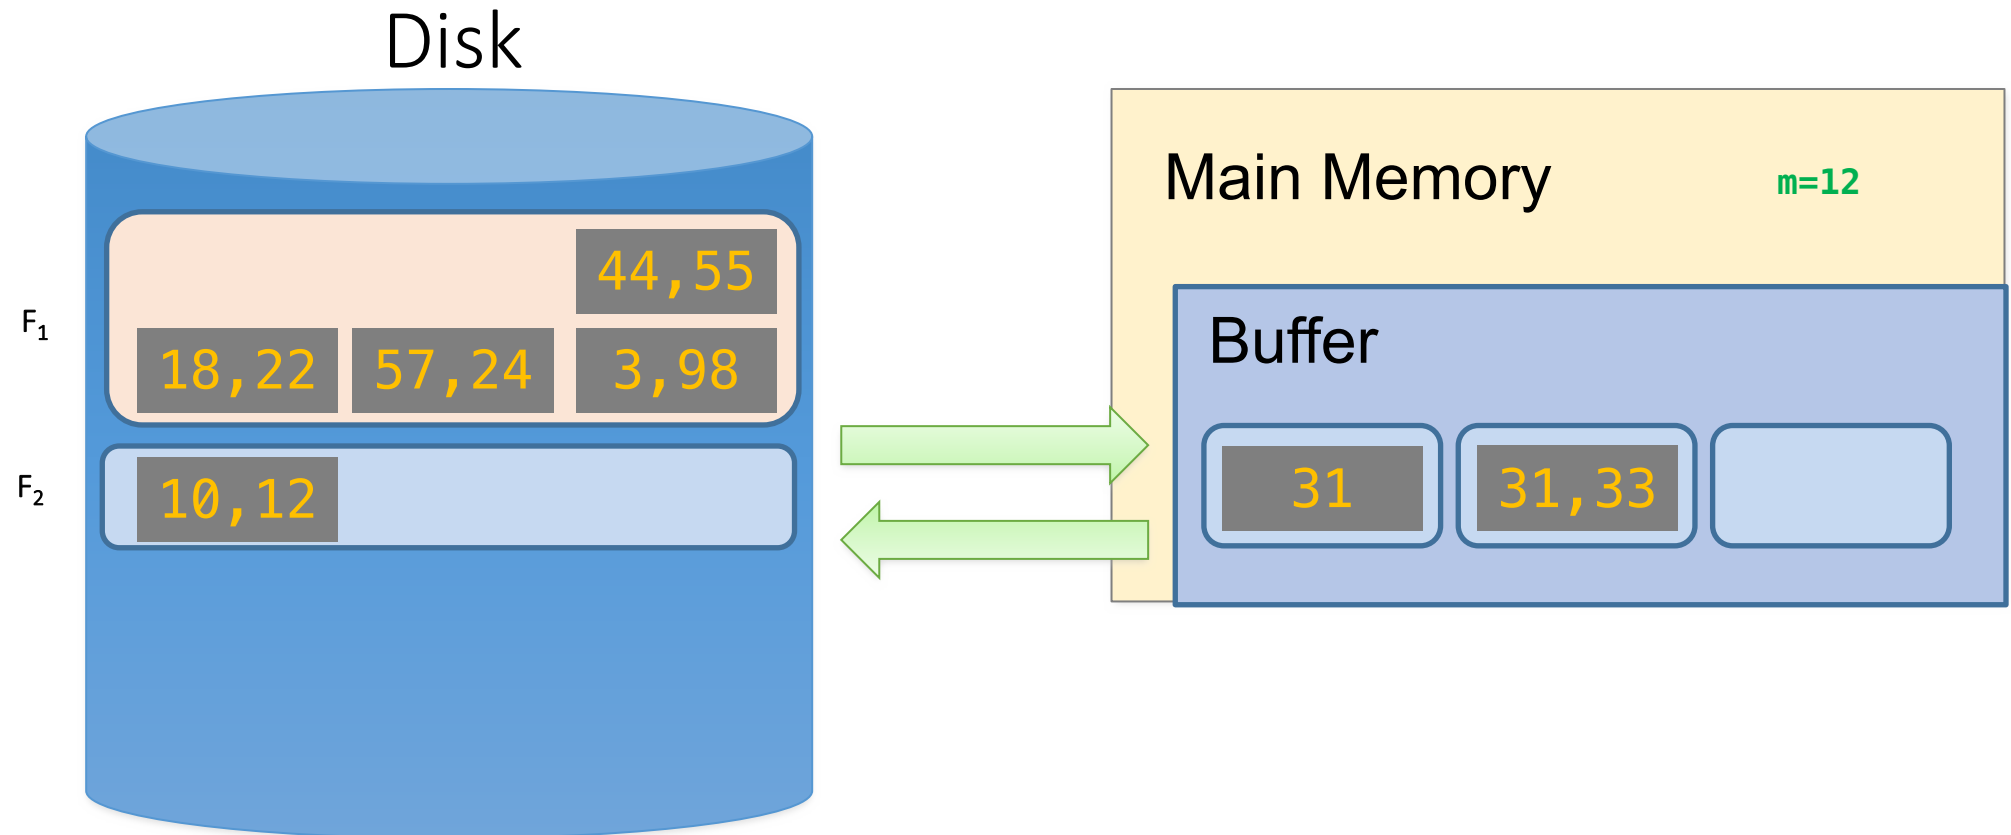 Disk
Main Memory
m=12
F₁
44,55
18,22
57,24
3,98
Buffer
F₂
10,12
31
31,33